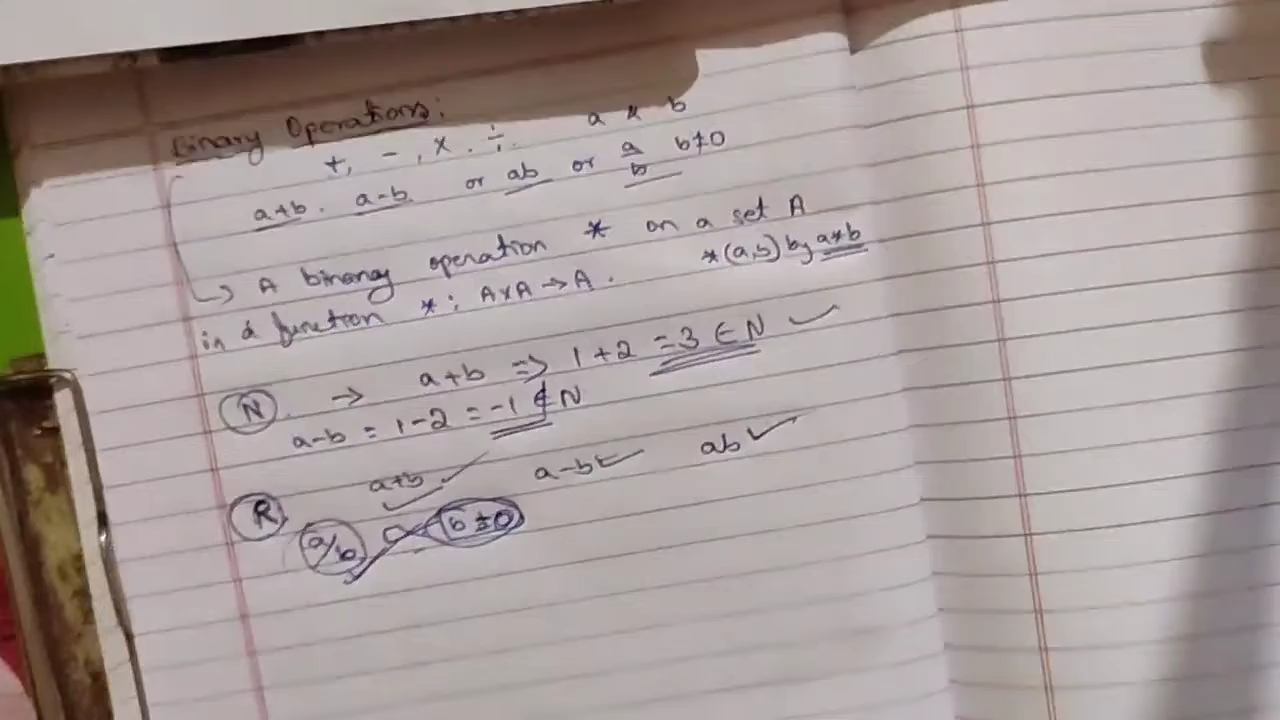 Binary Operations:
+, -, x, ÷. a * b
a+b. a-b or ab or a/b b≠0
↳ A binary operation * on a set A
is a function *: A×A → A. *(a,b) by a*b
N. → a+b => 1+2 = 3 ∈ N ✓
a-b = 1-2 = -1 ∉ N
R a+b ✓ a-b ✓ ab ✓
a/b b≠0